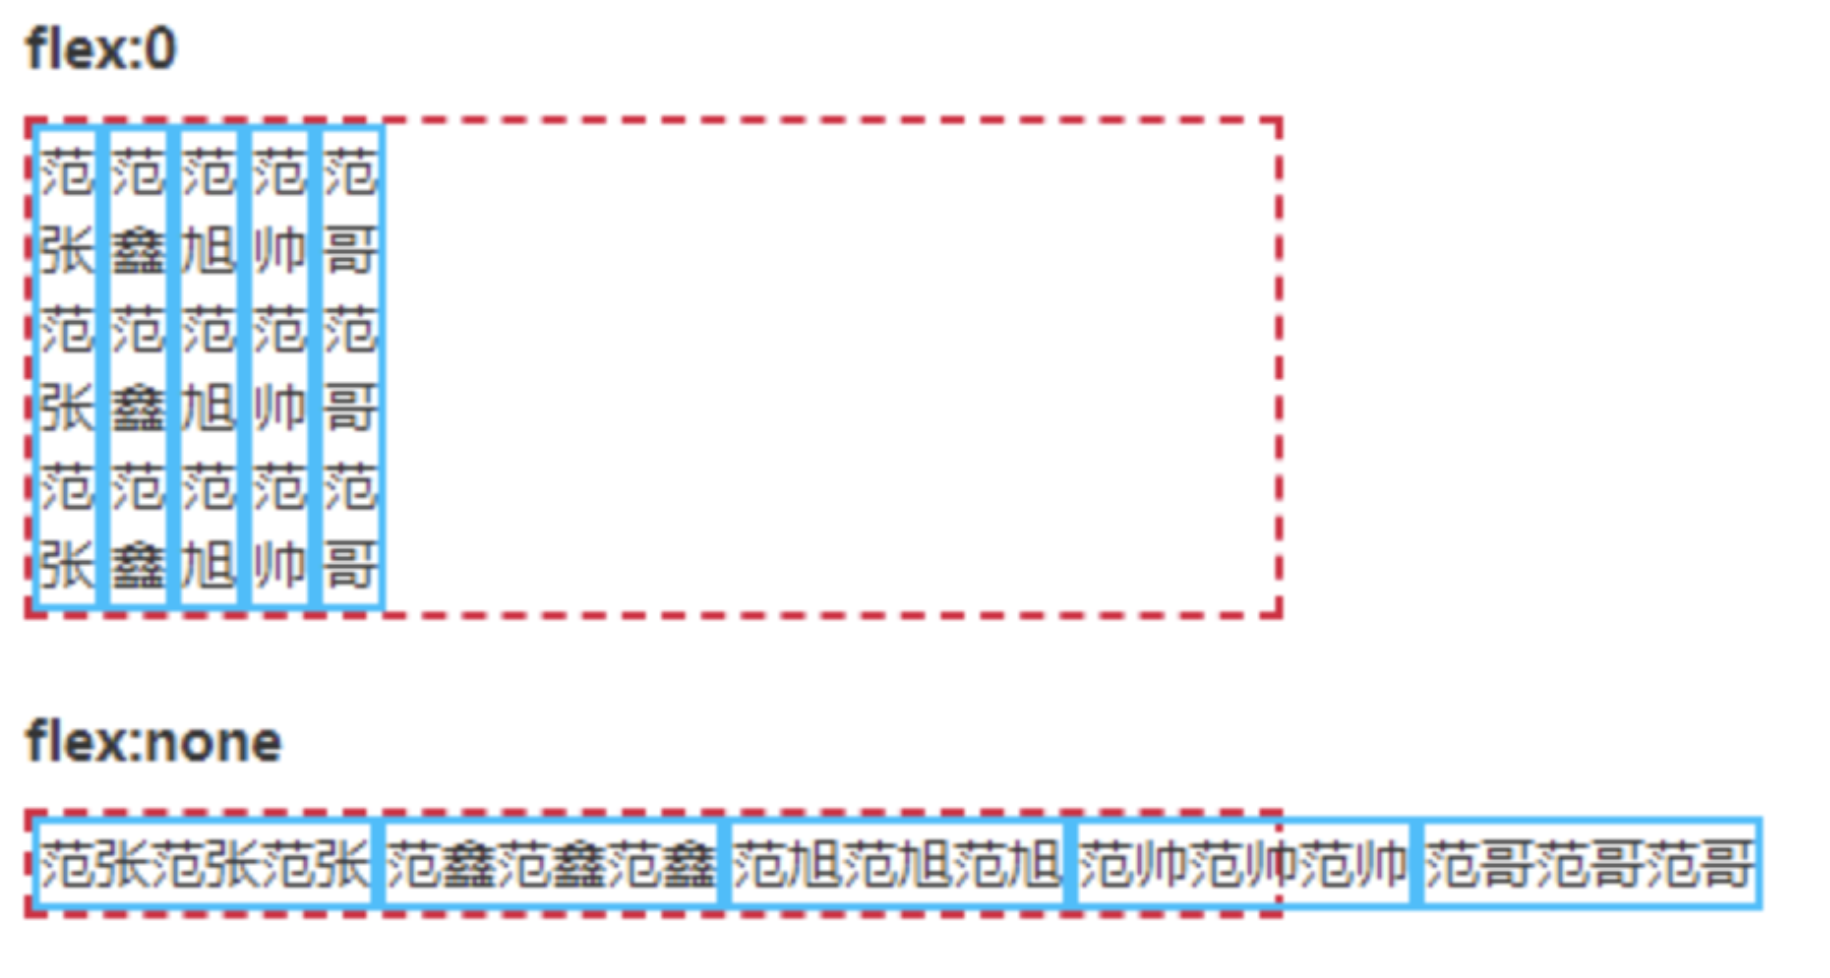 flex:0
范 范 范 范 范
张 鑫 旭 帅 哥
范 范 范 范 范
张 鑫 旭 帅 哥
范 范 范 范 范
张 鑫 旭 帅 哥
flex:none
范张范张范张 范鑫范鑫范鑫 范旭范旭范旭 范帅范帅范帅 范哥范哥范哥